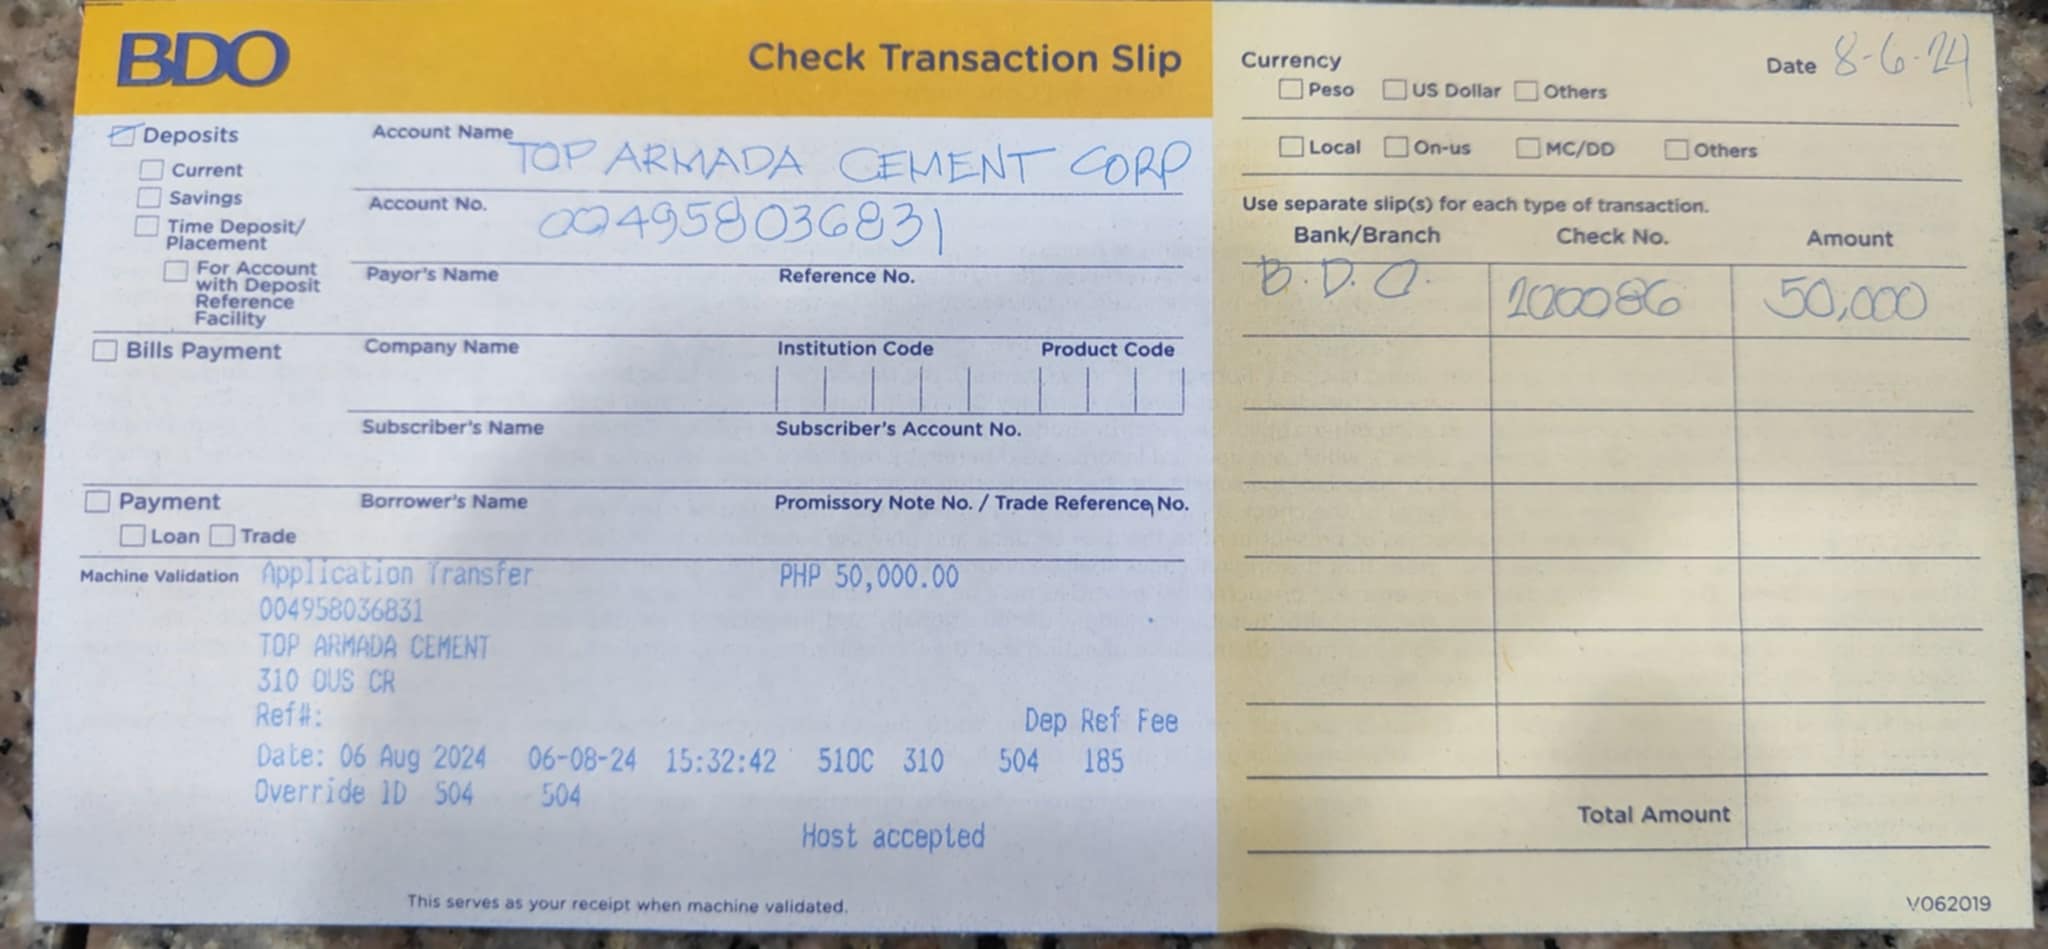 BDO
Check Transaction Slip
Deposits
Current
Savings
Time Deposit/
Placement
For Account
with Deposit
Reference
Facility
Account Name TOP ARMADA CEMENT CORP
Account No. 004958036831
Payor's Name Reference No.
Bills Payment
Company Name Institution Code Product Code
Subscriber's Name Subscriber's Account No.
Payment
Loan Trade
Borrower's Name Promissory Note No. / Trade Reference No.
Machine Validation Application Transfer PHP 50,000.00
004958036831
TOP ARMADA CEMENT
310 OUS CR
Ref#: Dep Ref Fee
Date: 06 Aug 2024 06-08-24 15:32:42 510C 310 504 185
Override ID 504 504
Host accepted
This serves as your receipt when machine validated.
Currency
Date 8-6-24
Peso US Dollar Others
Local On-us MC/DD Others
Use separate slip(s) for each type of transaction.
Bank/Branch Check No. Amount
B.D.O. 200086 50,000
Total Amount
V062019